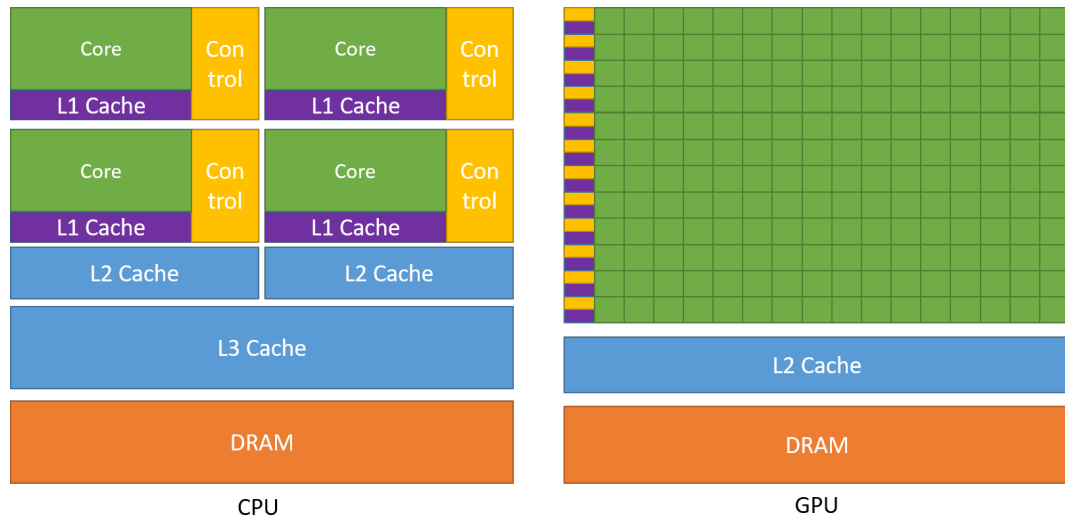 Core
Con
trol
L1 Cache
Core
Con
trol
L1 Cache
Core
Con
trol
L1 Cache
Core
Con
trol
L1 Cache
L2 Cache
L2 Cache
L3 Cache
DRAM
CPU
L2 Cache
DRAM
GPU